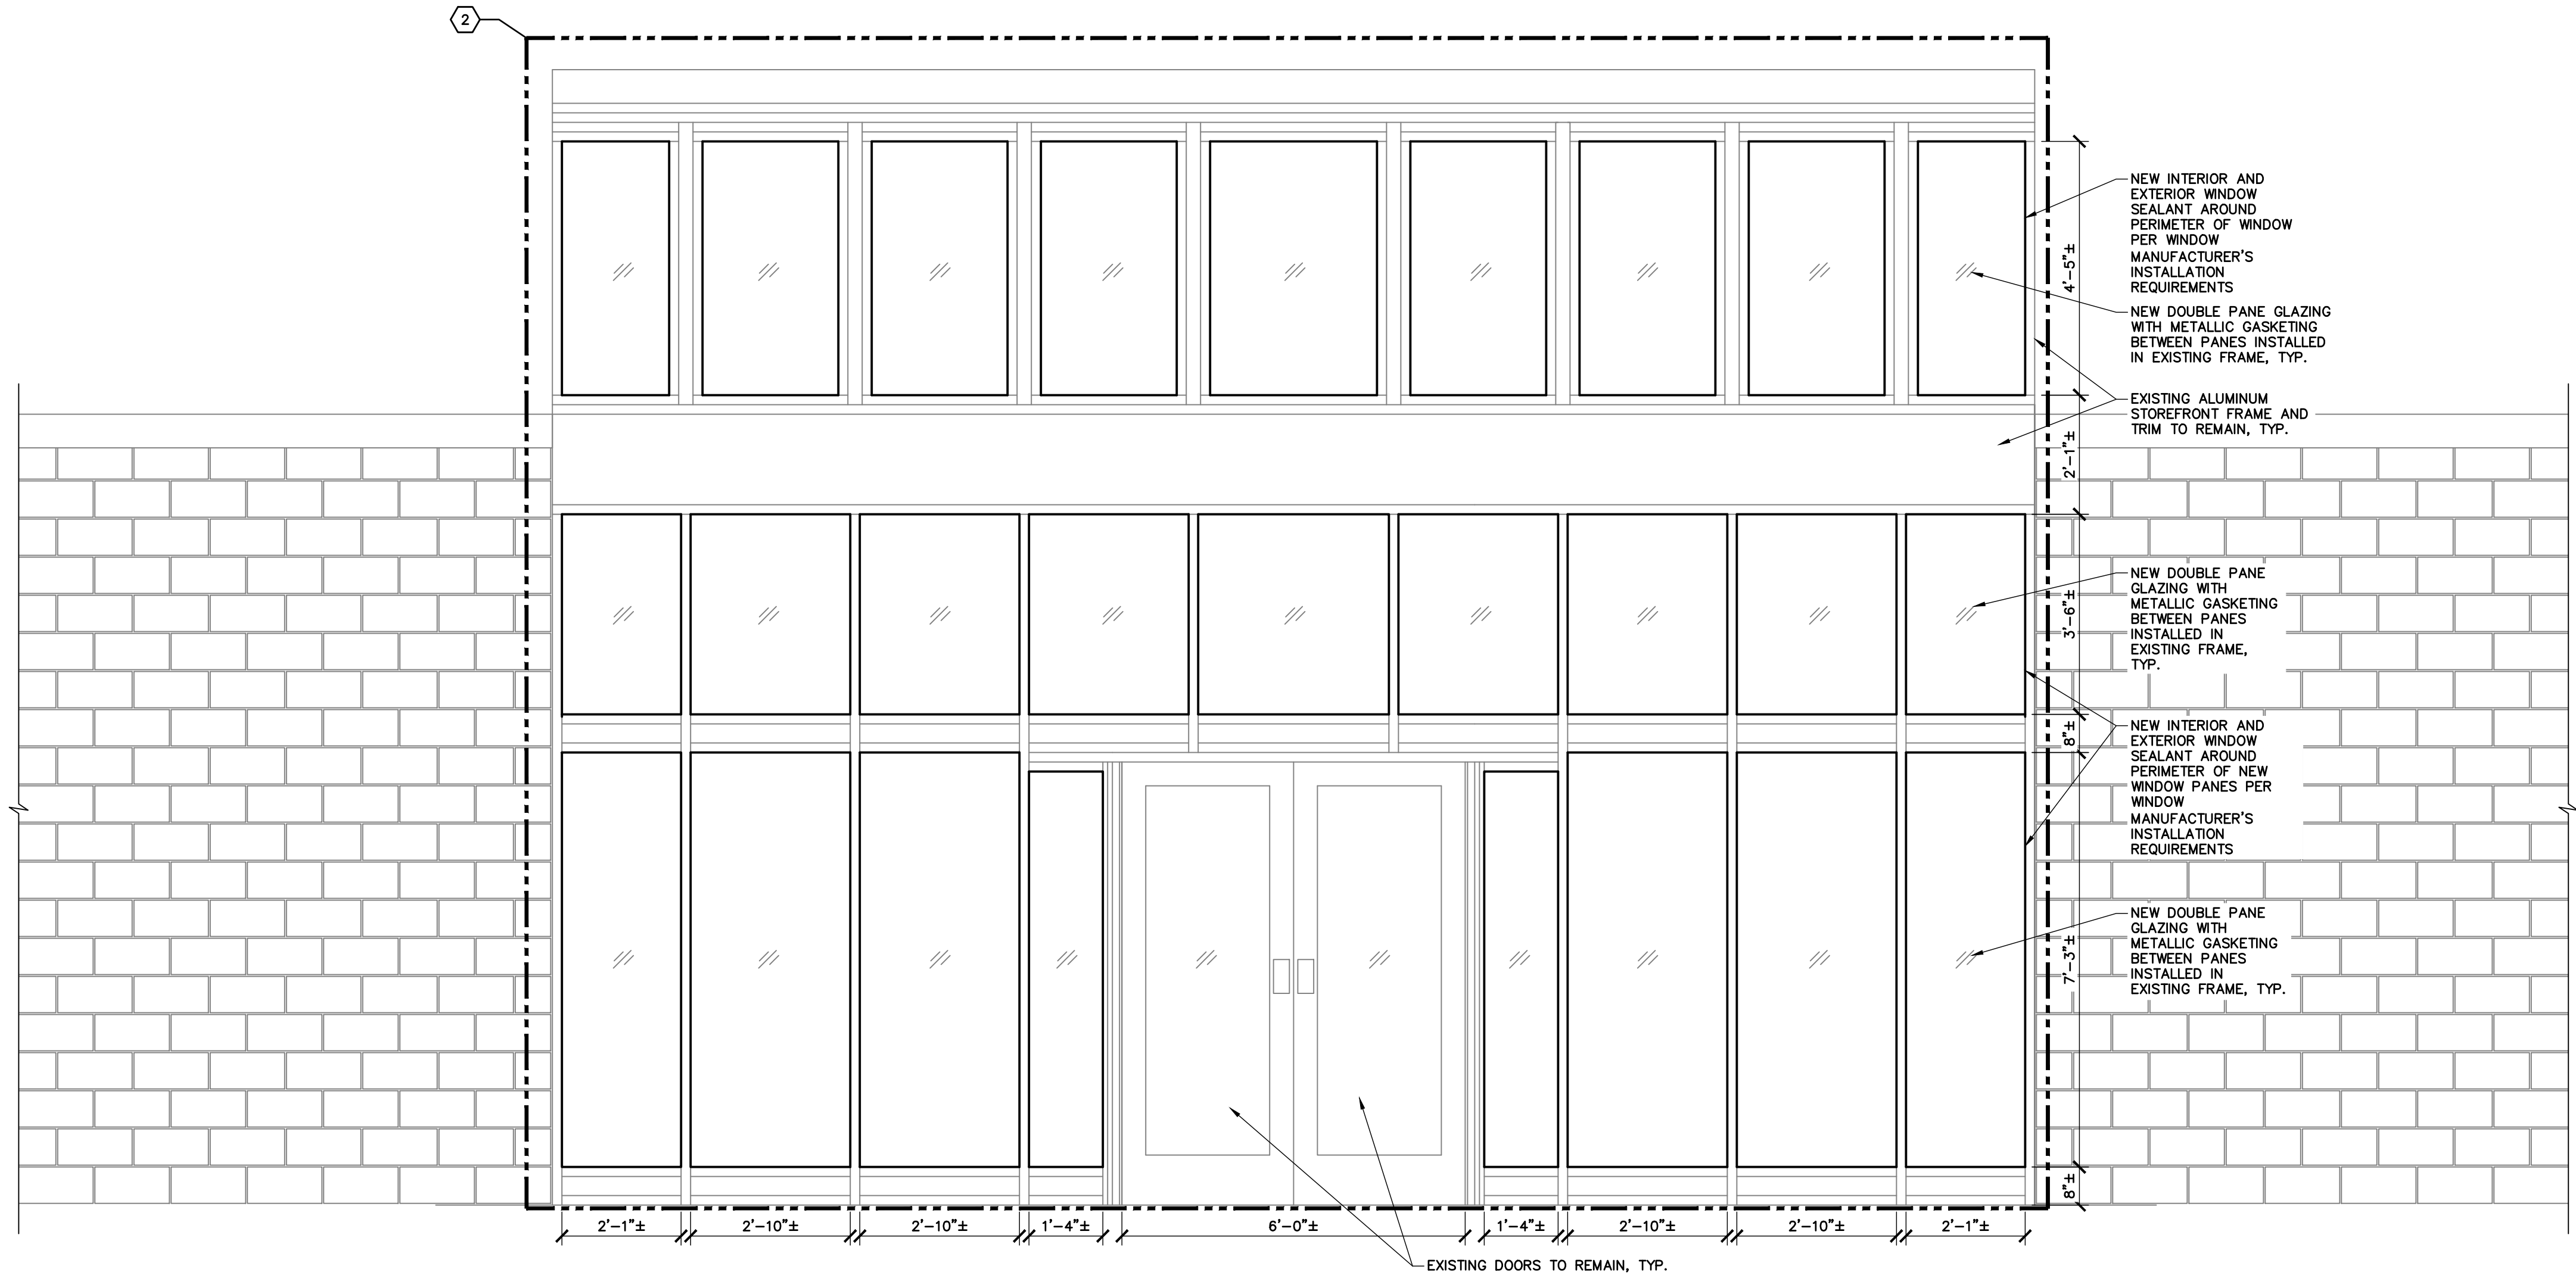 2
NEW INTERIOR AND
EXTERIOR WINDOW
SEALANT AROUND
PERIMETER OF WINDOW
PER WINDOW
MANUFACTURER'S
INSTALLATION
REQUIREMENTS
4'-5"±
NEW DOUBLE PANE GLAZING
WITH METALLIC GASKETING
BETWEEN PANES INSTALLED
IN EXISTING FRAME, TYP.
EXISTING ALUMINUM
STOREFRONT FRAME AND
TRIM TO REMAIN, TYP.
2'-1"±
NEW DOUBLE PANE
GLAZING WITH
METALLIC GASKETING
BETWEEN PANES
INSTALLED IN
EXISTING FRAME,
TYP.
3'-6"±
8"±
NEW INTERIOR AND
EXTERIOR WINDOW
SEALANT AROUND
PERIMETER OF NEW
WINDOW PANES PER
WINDOW
MANUFACTURER'S
INSTALLATION
REQUIREMENTS
NEW DOUBLE PANE
GLAZING WITH
METALLIC GASKETING
BETWEEN PANES
INSTALLED IN
EXISTING FRAME, TYP.
7'-3"±
8"±
2'-1"±
2'-10"±
2'-10"±
1'-4"±
6'-0"±
1'-4"±
2'-10"±
2'-10"±
2'-1"±
EXISTING DOORS TO REMAIN, TYP.